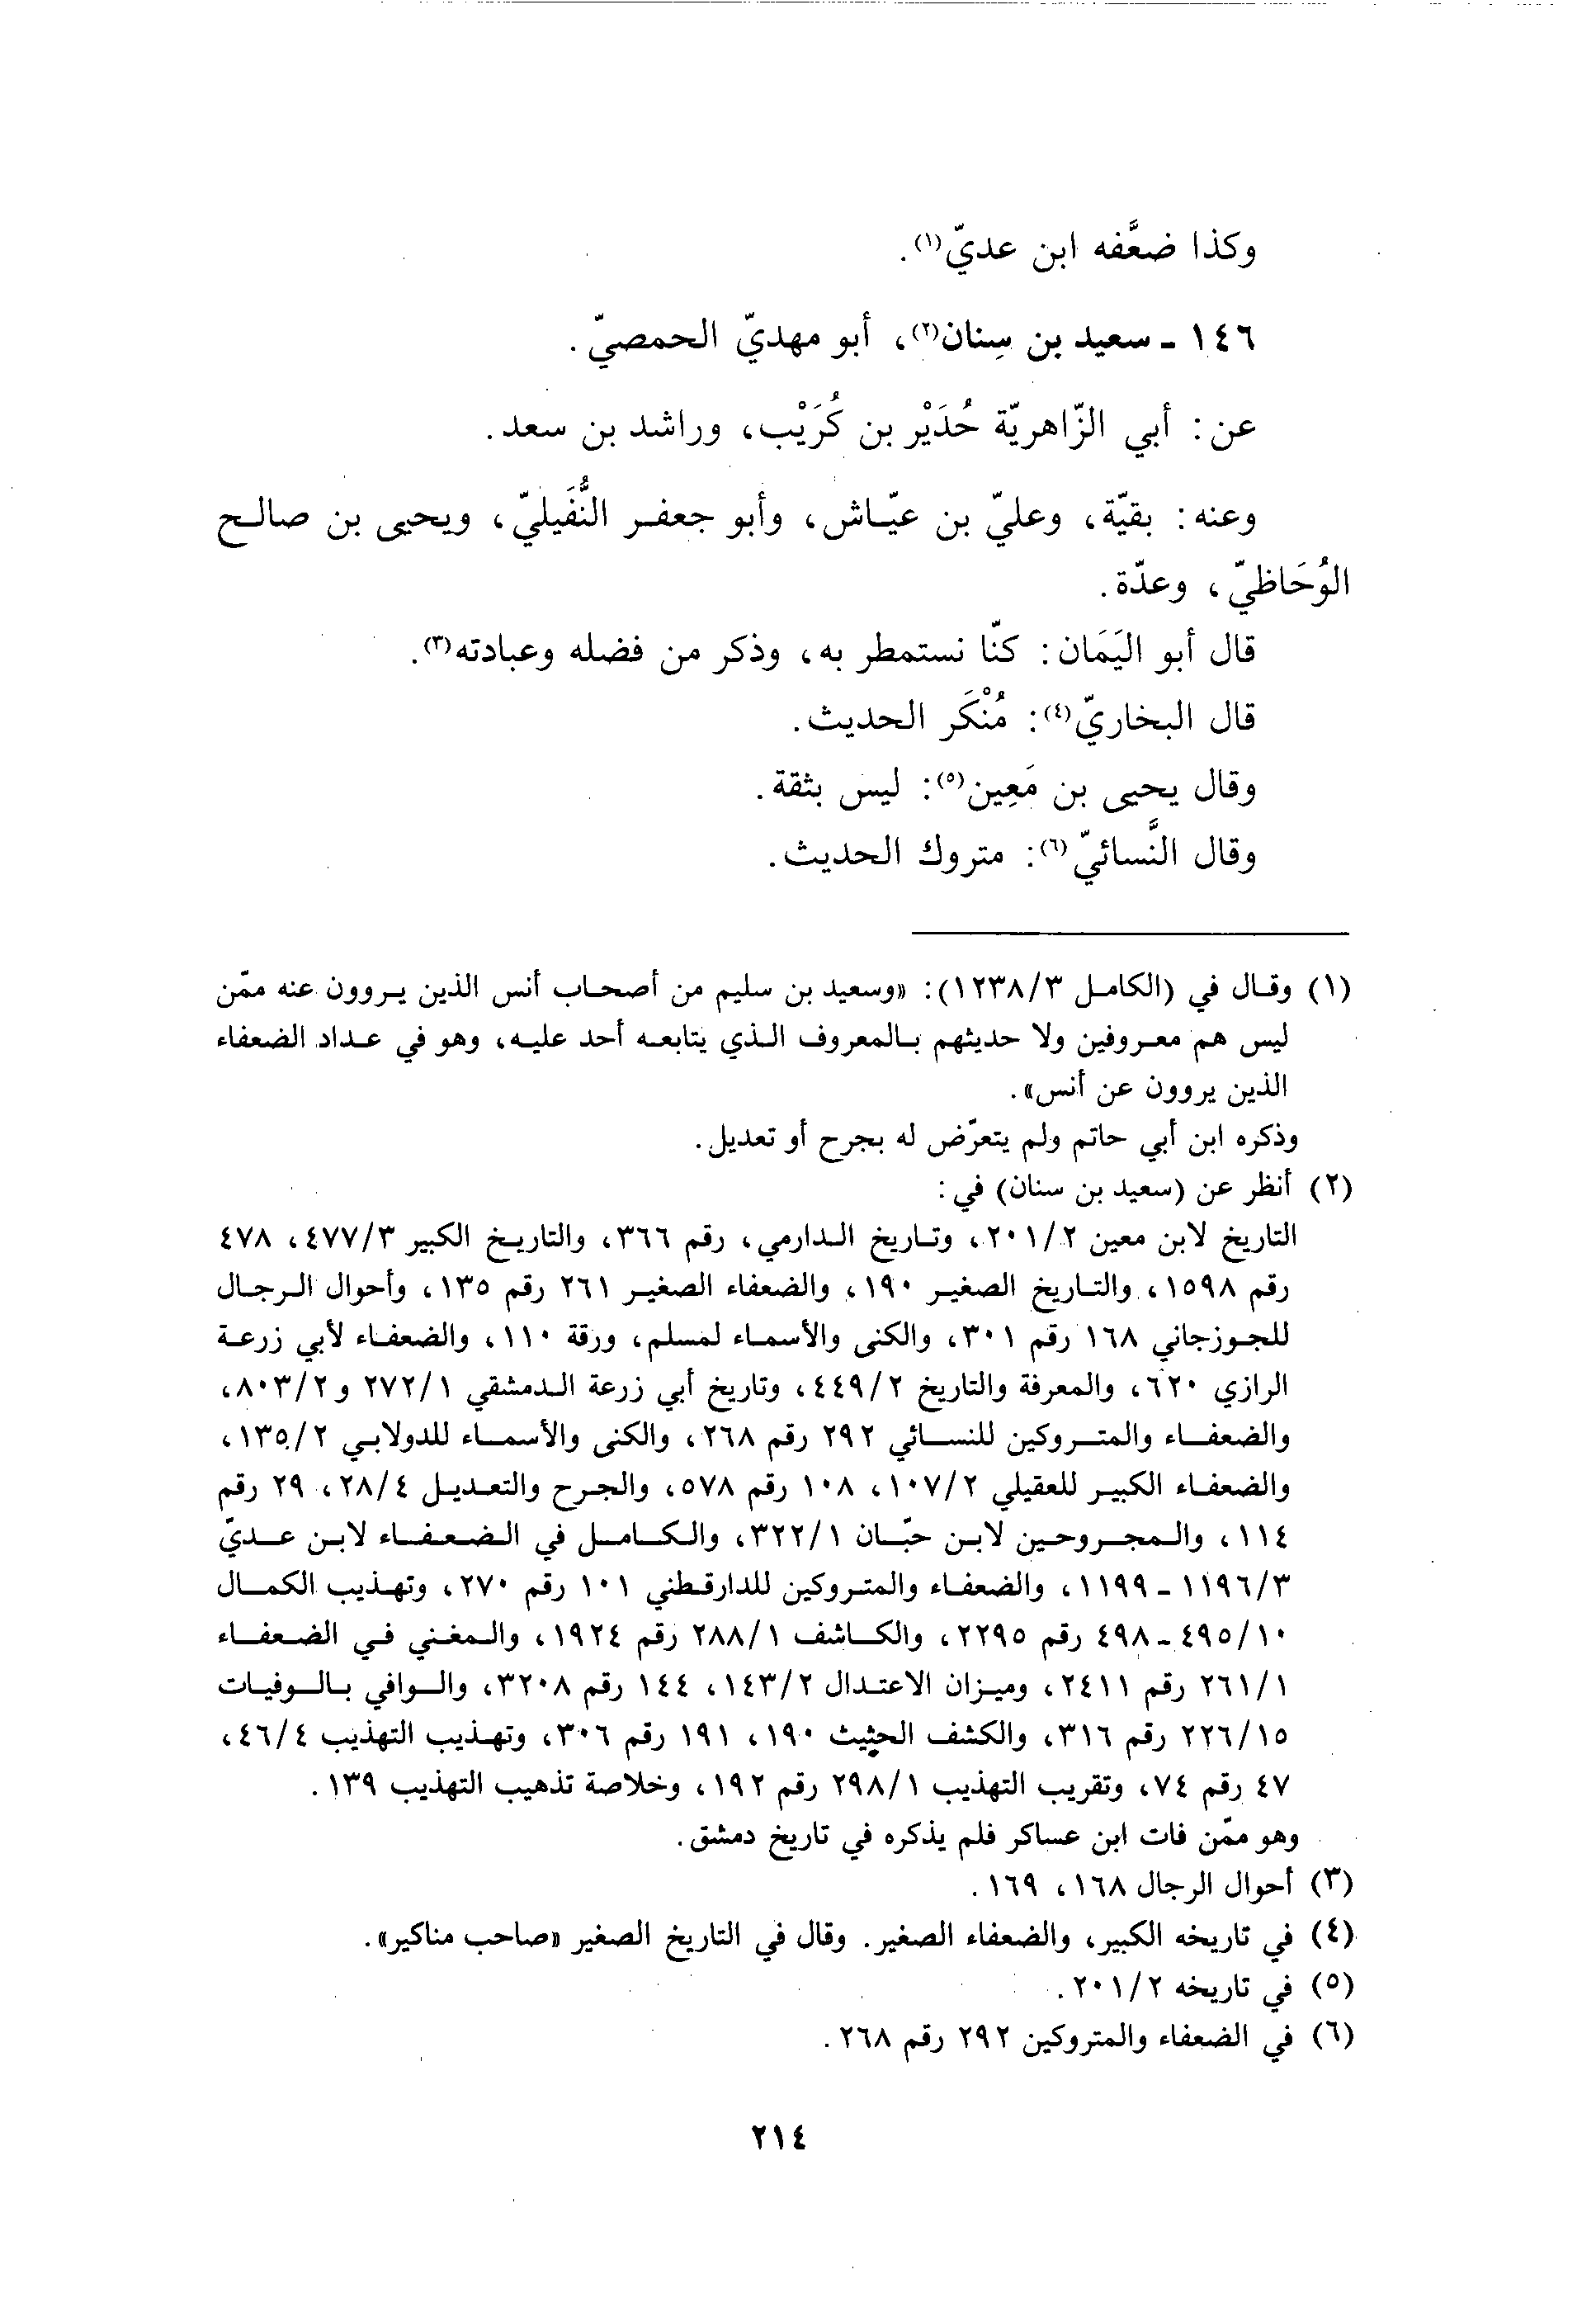 وكذا ضعَّفه ابن عديّ(١).
١٤٦ - سعيد بن سِنان(٢)، أبو مهديّ الحمصيّ.
عن: أبي الزّاهريّة حُدَيْر بن كُرَيْب، وراشد بن سعد.
وعنه: بقيّة، وعليّ بن عيّاش، وأبو جعفر النُّفَيليّ، ويحيى بن صالح
الوُحَاظيّ، وعدّة.
قال أبو اليَمَان: كنّا نستمطر به، وذكر من فضله وعبادته(٣).
قال البخاريّ(٤): مُنْكَر الحديث.
وقال يحيى بن مَعِين(٥): ليس بثقة.
وقال النَّسائيّ(٦): متروك الحديث.
(١) وقال في (الكامل ١٢٣٨/٣): «وسعيد بن سليم من أصحاب أنس الذين يروون عنه ممّن
ليس هم معروفين ولا حديثهم بالمعروف الذي يتابعه أحد عليه، وهو في عداد الضعفاء
الذين يروون عن أنس».
وذكره ابن أبي حاتم ولم يتعرّض له بجرح أو تعديل.
(٢) أنظر عن (سعيد بن سنان) في:
التاريخ لابن معين ٢٠١/٢، وتاريخ الدارمي، رقم ٣٦٦، والتاريخ الكبير ٤٧٧/٣، ٤٧٨
رقم ١٥٩٨، والتاريخ الصغير ١٩٠، والضعفاء الصغير ٢٦١ رقم ١٣٥، وأحوال الرجال
للجوزجاني ١٦٨ رقم ٣٠١، والكنى والأسماء لمسلم، ورقة ١١٠، والضعفاء لأبي زرعة
الرازي ٦٢٠، والمعرفة والتاريخ ٤٤٩/٢، وتاريخ أبي زرعة الدمشقي ٢٧٢/١ و٨٠٣/٢،
والضعفاء والمتروكين للنسائي ٢٩٢ رقم ٢٦٨، والكنى والأسماء للدولابي ١٣٥/٢،
والضعفاء الكبير للعقيلي ١٠٧/٢، ١٠٨ رقم ٥٧٨، والجرح والتعديل ٢٨/٤، ٢٩ رقم
١١٤، والمجروحين لابن حبّان ٣٢٢/١، والكامل في الضعفاء لابن عديّ
١١٩٦/٣ - ١١٩٩، والضعفاء والمتروكين للدارقطني ١٠١ رقم ٢٧٠، وتهذيب الكمال
٤٩٥/١٠ - ٤٩٨ رقم ٢٢٩٥، والكاشف ٢٨٨/١ رقم ١٩٢٤، والمغني في الضعفاء
٢٦١/١ رقم ٢٤١١، وميزان الاعتدال ١٤٣/٢، ١٤٤ رقم ٣٢٠٨، والوافي بالوفيات
٢٢٦/١٥ رقم ٣١٦، والكشف الحثيث ١٩٠، ١٩١ رقم ٣٠٦، وتهذيب التهذيب ٤٦/٤،
٤٧ رقم ٧٤، وتقريب التهذيب ٢٩٨/١ رقم ١٩٢، وخلاصة تذهيب التهذيب ١٣٩.
وهو ممّن فات ابن عساكر فلم يذكره في تاريخ دمشق.
(٣) أحوال الرجال ١٦٨، ١٦٩.
(٤) في تاريخه الكبير، والضعفاء الصغير. وقال في التاريخ الصغير «صاحب مناكير».
(٥) في تاريخه ٢٠١/٢.
(٦) في الضعفاء والمتروكين ٢٩٢ رقم ٢٦٨.
٢١٤